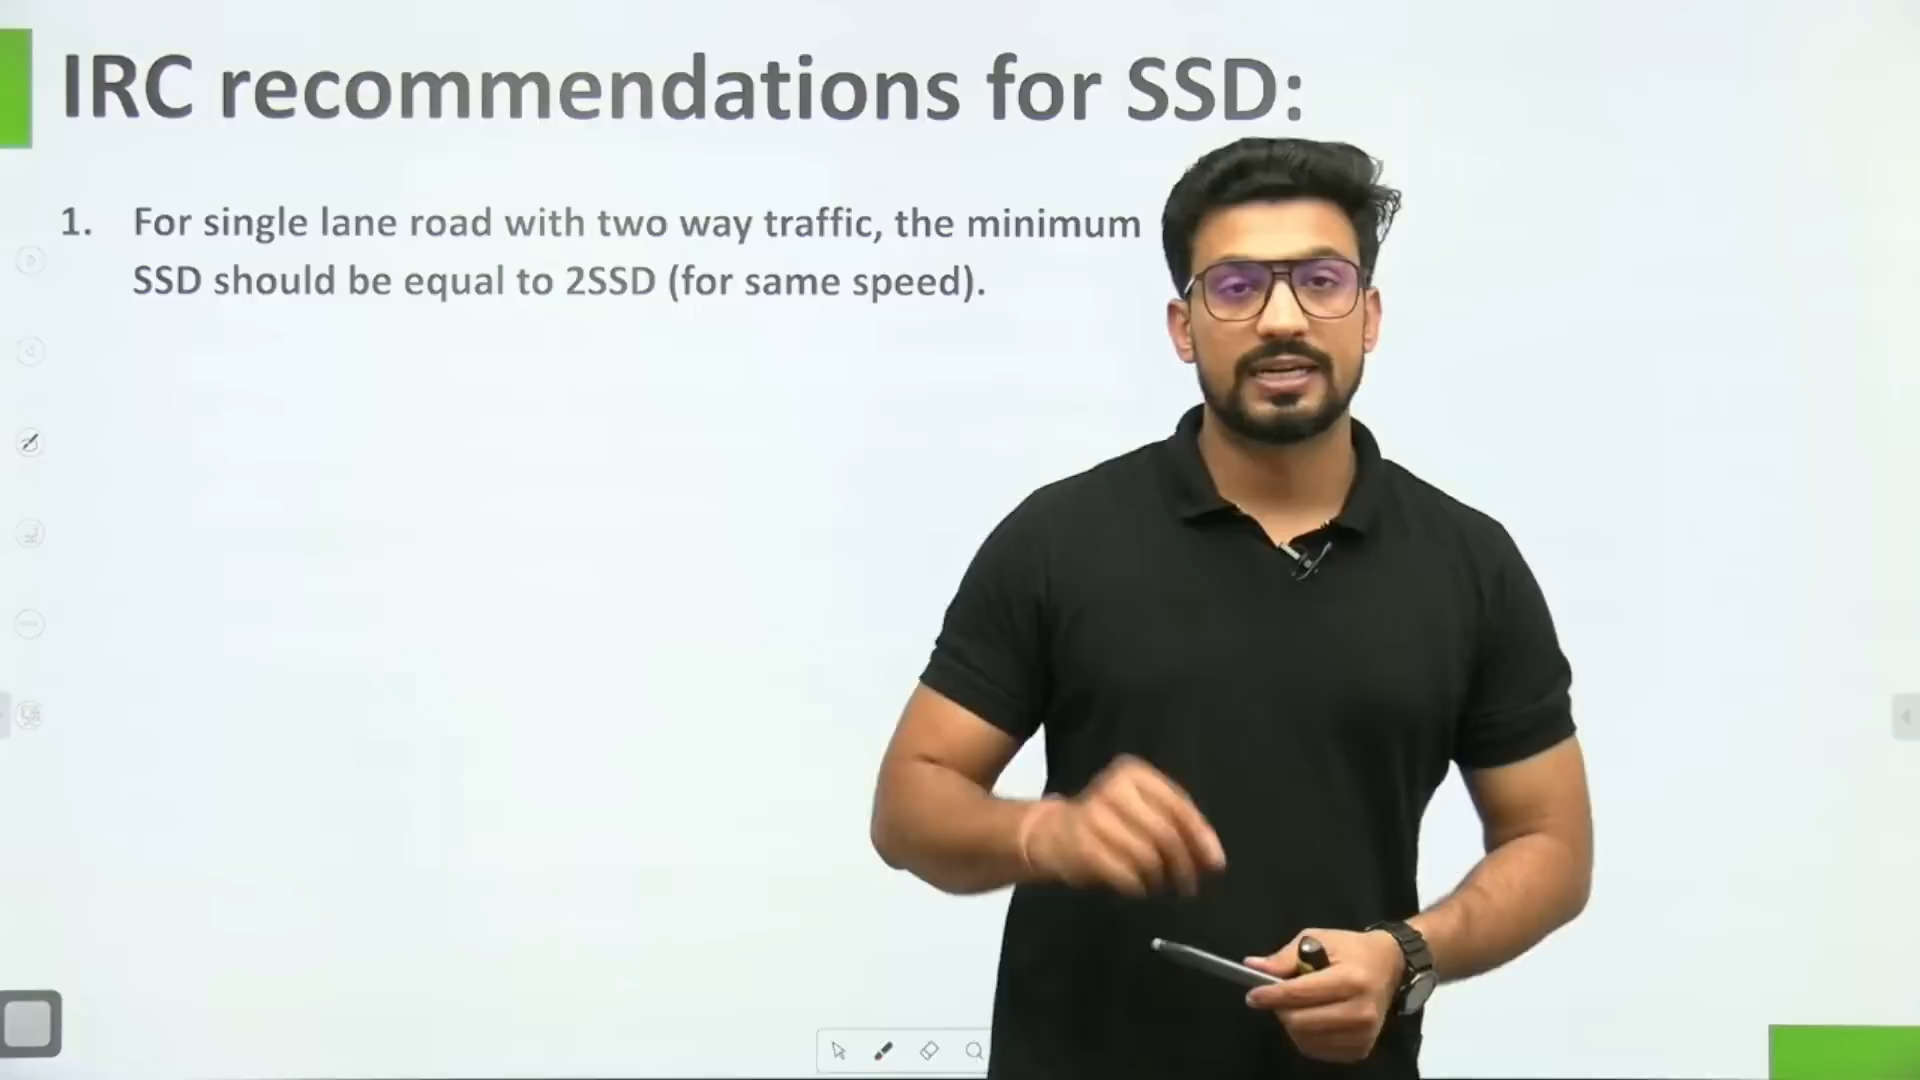 IRC recommendations for SSD:
1. For single lane road with two way traffic, the minimum
SSD should be equal to 2SSD (for same speed).